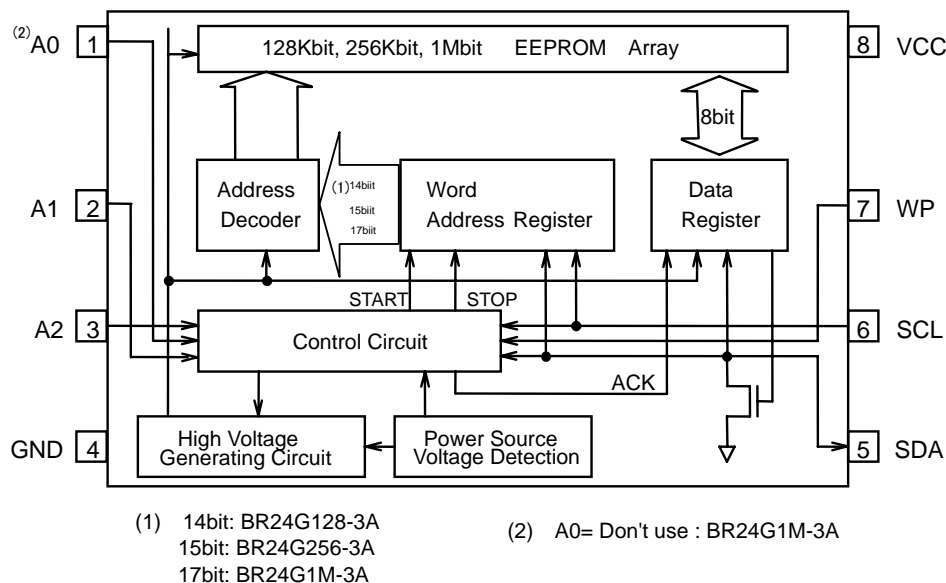 (2)A0 1
128Kbit, 256Kbit, 1Mbit EEPROM Array
8 VCC
8bit
A1 2
Address
Decoder
(1)14biit
15biit
17biit
Word
Address Register
Data
Register
7 WP
START
STOP
A2 3
Control Circuit
6 SCL
ACK
GND 4
High Voltage
Generating Circuit
Power Source
Voltage Detection
5 SDA
(1) 14bit: BR24G128-3A
15bit: BR24G256-3A
17bit: BR24G1M-3A
(2) A0= Don't use : BR24G1M-3A